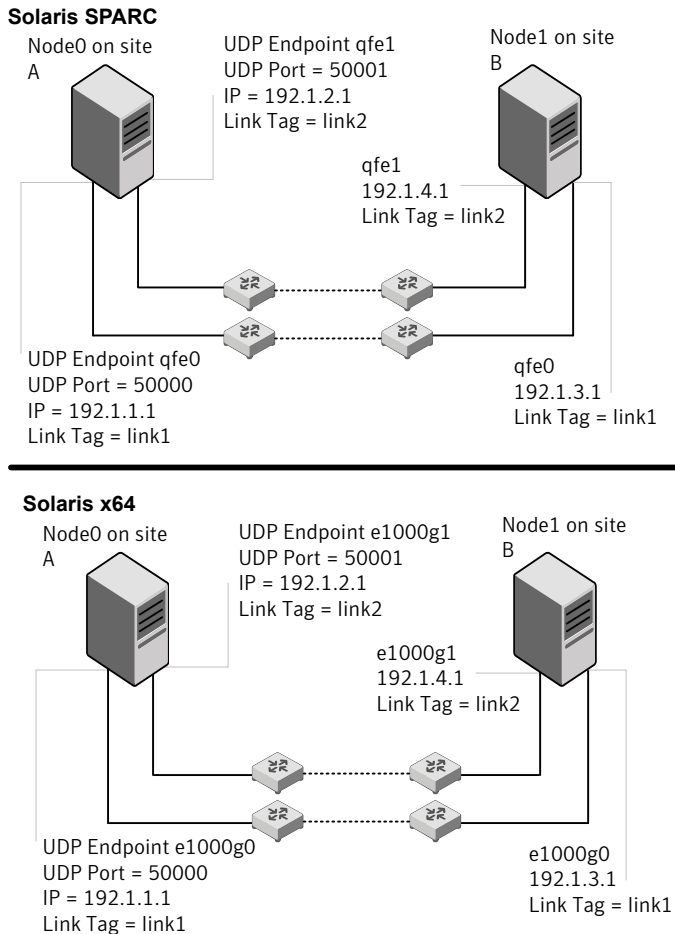 Solaris SPARC
Node0 on site
A
UDP Endpoint qfe1
UDP Port = 50001
IP = 192.1.2.1
Link Tag = link2
Node1 on site
B
qfe1
192.1.4.1
Link Tag = link2
UDP Endpoint qfe0
UDP Port = 50000
IP = 192.1.1.1
Link Tag = link1
qfe0
192.1.3.1
Link Tag = link1
Solaris x64
Node0 on site
A
UDP Endpoint e1000g1
UDP Port = 50001
IP = 192.1.2.1
Link Tag = link2
Node1 on site
B
e1000g1
192.1.4.1
Link Tag = link2
UDP Endpoint e1000g0
UDP Port = 50000
IP = 192.1.1.1
Link Tag = link1
e1000g0
192.1.3.1
Link Tag = link1